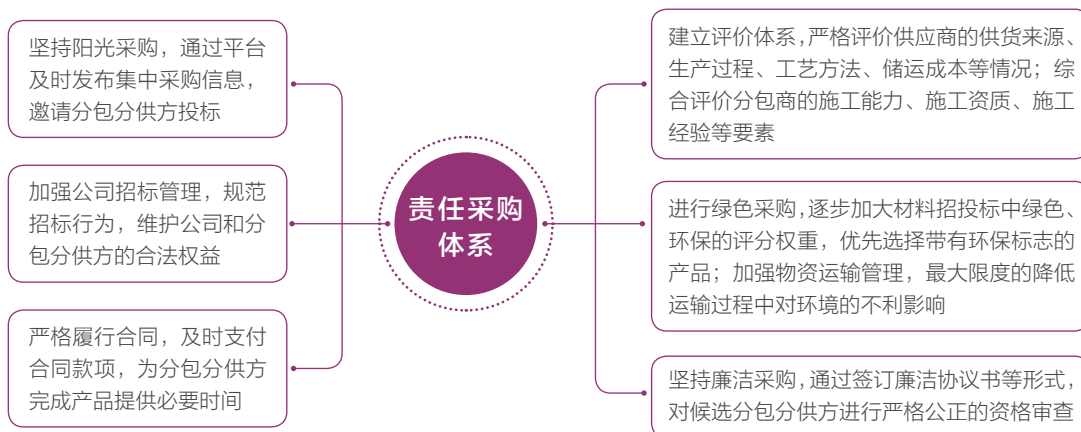 坚持阳光采购，通过平台
及时发布集中采购信息，
邀请分包分供方投标
加强公司招标管理，规范
招标行为，维护公司和分
包分供方的合法权益
严格履行合同，及时支付
合同款项，为分包分供方
完成产品提供必要时间
责任采购
体系
建立评价体系，严格评价供应商的供货来源、
生产过程、工艺方法、储运成本等情况；综
合评价分包商的施工能力、施工资质、施工
经验等要素
进行绿色采购，逐步加大材料招投标中绿色、
环保的评分权重，优先选择带有环保标志的
产品；加强物资运输管理，最大限度的降低
运输过程中对环境的不利影响
坚持廉洁采购，通过签订廉洁协议书等形式，
对候选分包分供方进行严格公正的资格审查